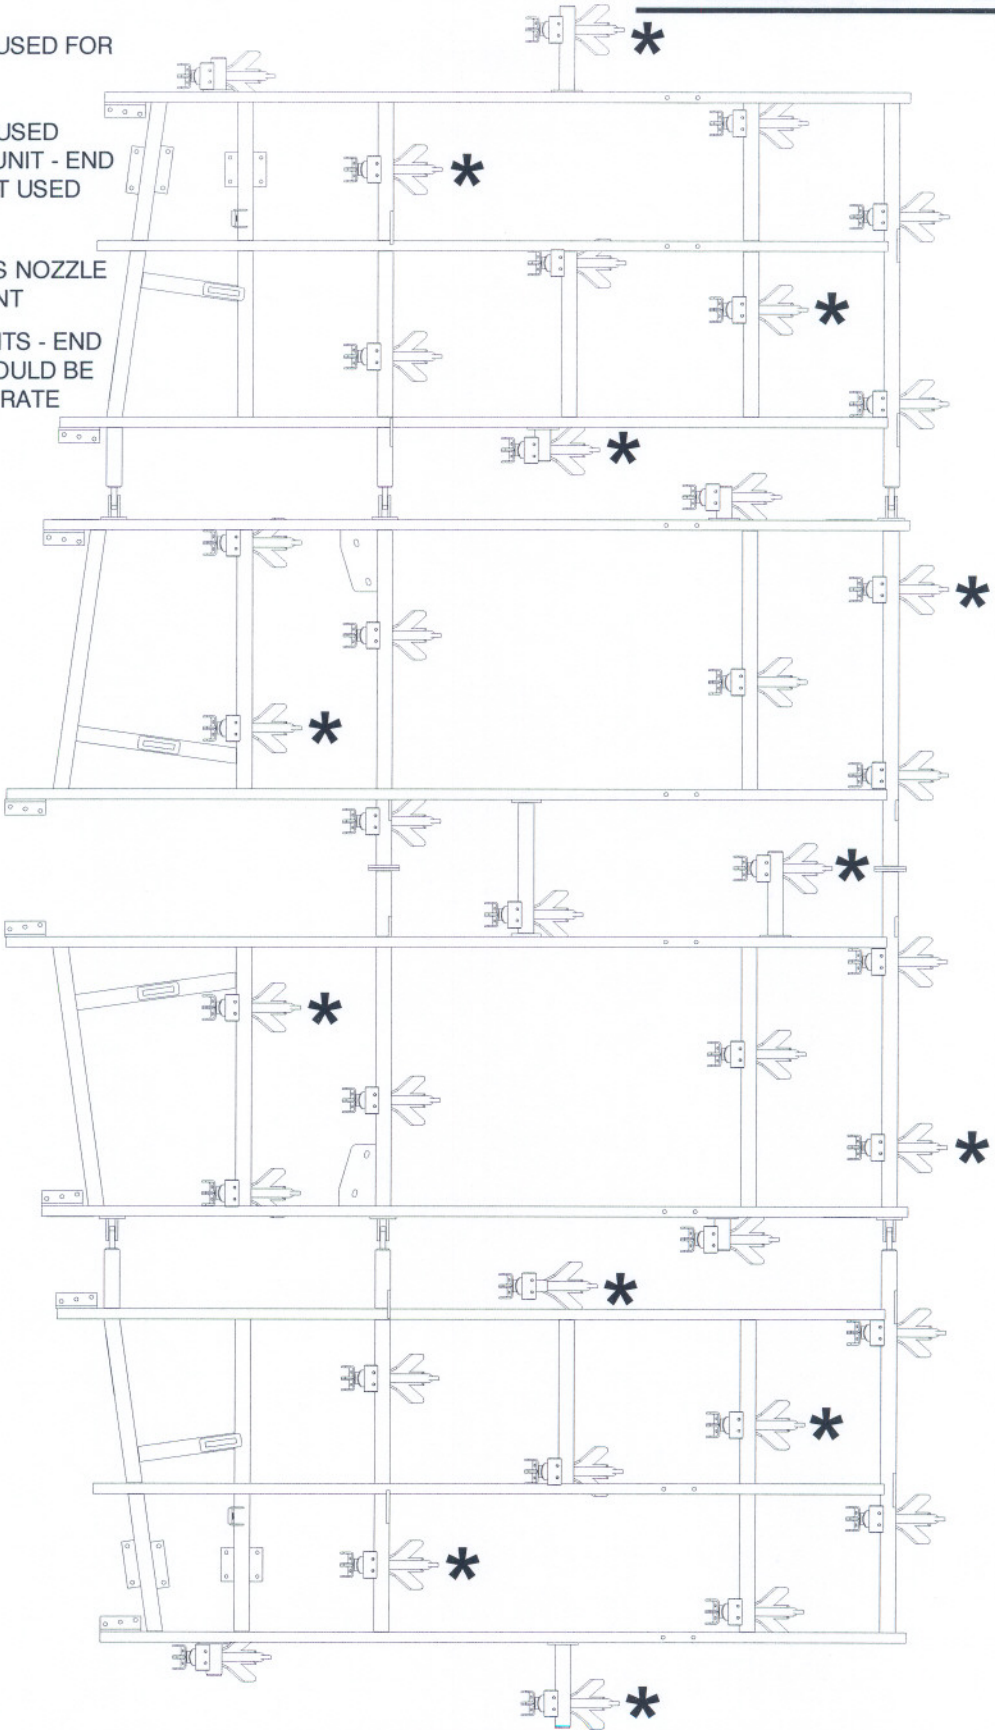 USED FOR
USED
UNIT - END
T USED
S NOZZLE
NT
ITS - END
OULD BE
RATE
*
*
*
*
*
*
*
*
*
*
*
*
*